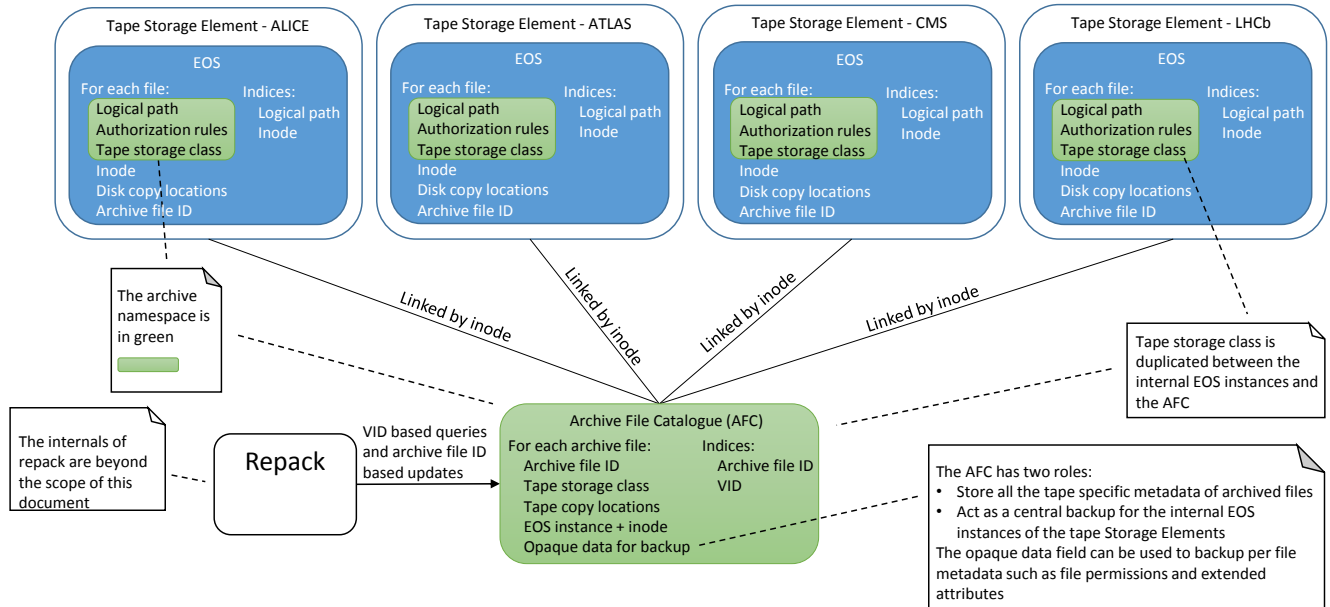 Tape Storage Element - ALICE
EOS
For each file:
Logical path
Authorization rules
Tape storage class
Inode
Disk copy locations
Archive file ID
Indices:
Logical path
Inode
Tape Storage Element - ATLAS
EOS
For each file:
Logical path
Authorization rules
Tape storage class
Inode
Disk copy locations
Archive file ID
Indices:
Logical path
Inode
Tape Storage Element - CMS
EOS
For each file:
Logical path
Authorization rules
Tape storage class
Inode
Disk copy locations
Archive file ID
Indices:
Logical path
Inode
Tape Storage Element - LHCb
EOS
For each file:
Logical path
Authorization rules
Tape storage class
Inode
Disk copy locations
Archive file ID
Indices:
Logical path
Inode
Linked by inode
Linked by inode
Linked by inode
Linked by inode
The archive
namespace is
in green
Tape storage class is
duplicated between the
internal EOS instances and
the AFC
The internals of
repack are beyond
the scope of this
document
Repack
VID based queries
and archive file ID
based updates
Archive File Catalogue (AFC)
For each archive file:
Archive file ID
Tape storage class
Tape copy locations
EOS instance + inode
Opaque data for backup
Indices:
Archive file ID
VID
The AFC has two roles:
• Store all the tape specific metadata of archived files
• Act as a central backup for the internal EOS
instances of the tape Storage Elements
The opaque data field can be used to backup per file
metadata such as file permissions and extended
attributes